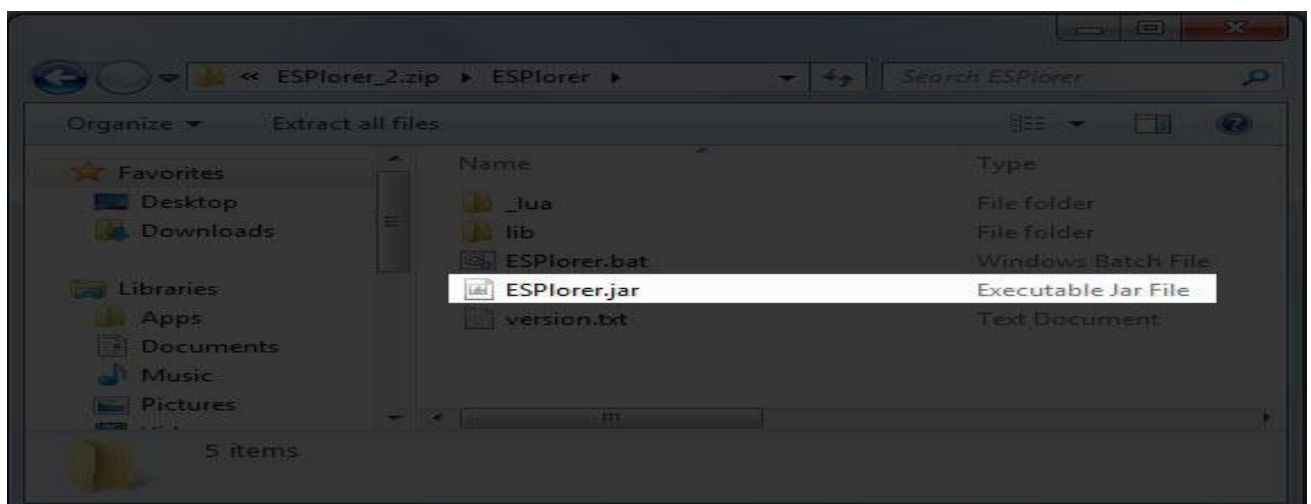 « ESPlorer_2.zip ▸ ESPlorer ▸ Search ESPlorer
Organize Extract all files
Name Type
Favorites
Desktop
Downloads
Libraries
Apps
Documents
Music
Pictures
_lua File folder
lib File folder
ESPlorer.bat Windows Batch File
ESPlorer.jar Executable Jar File
version.txt Text Document
5 items